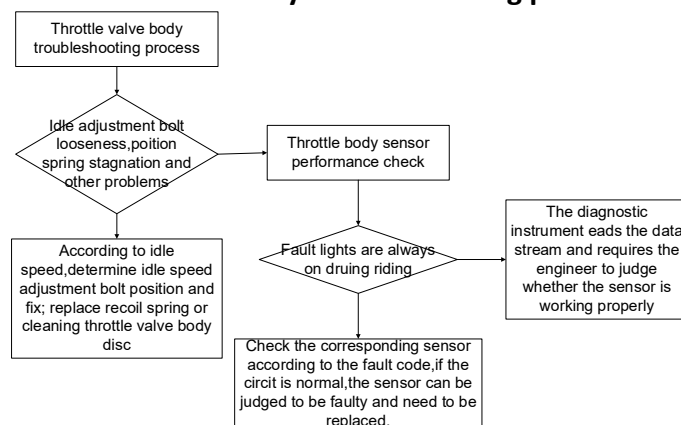 Throttle valve body
troubleshooting process
Idle adjustment bolt
looseness,poition
spring stagnation and
other problems
Throttle body sensor
performance check
According to idle
speed,determine idle speed
adjustment bolt position and
fix; replace recoil spring or
cleaning throttle valve body
disc
Fault lights are always
on druing riding
The diagnostic
instrument eads the data
stream and requires the
engineer to judge
whether the sensor is
working properly
Check the corresponding sensor
according to the fault code,if the
circit is normal,the sensor can be
judged to be faulty and need to be
replaced.